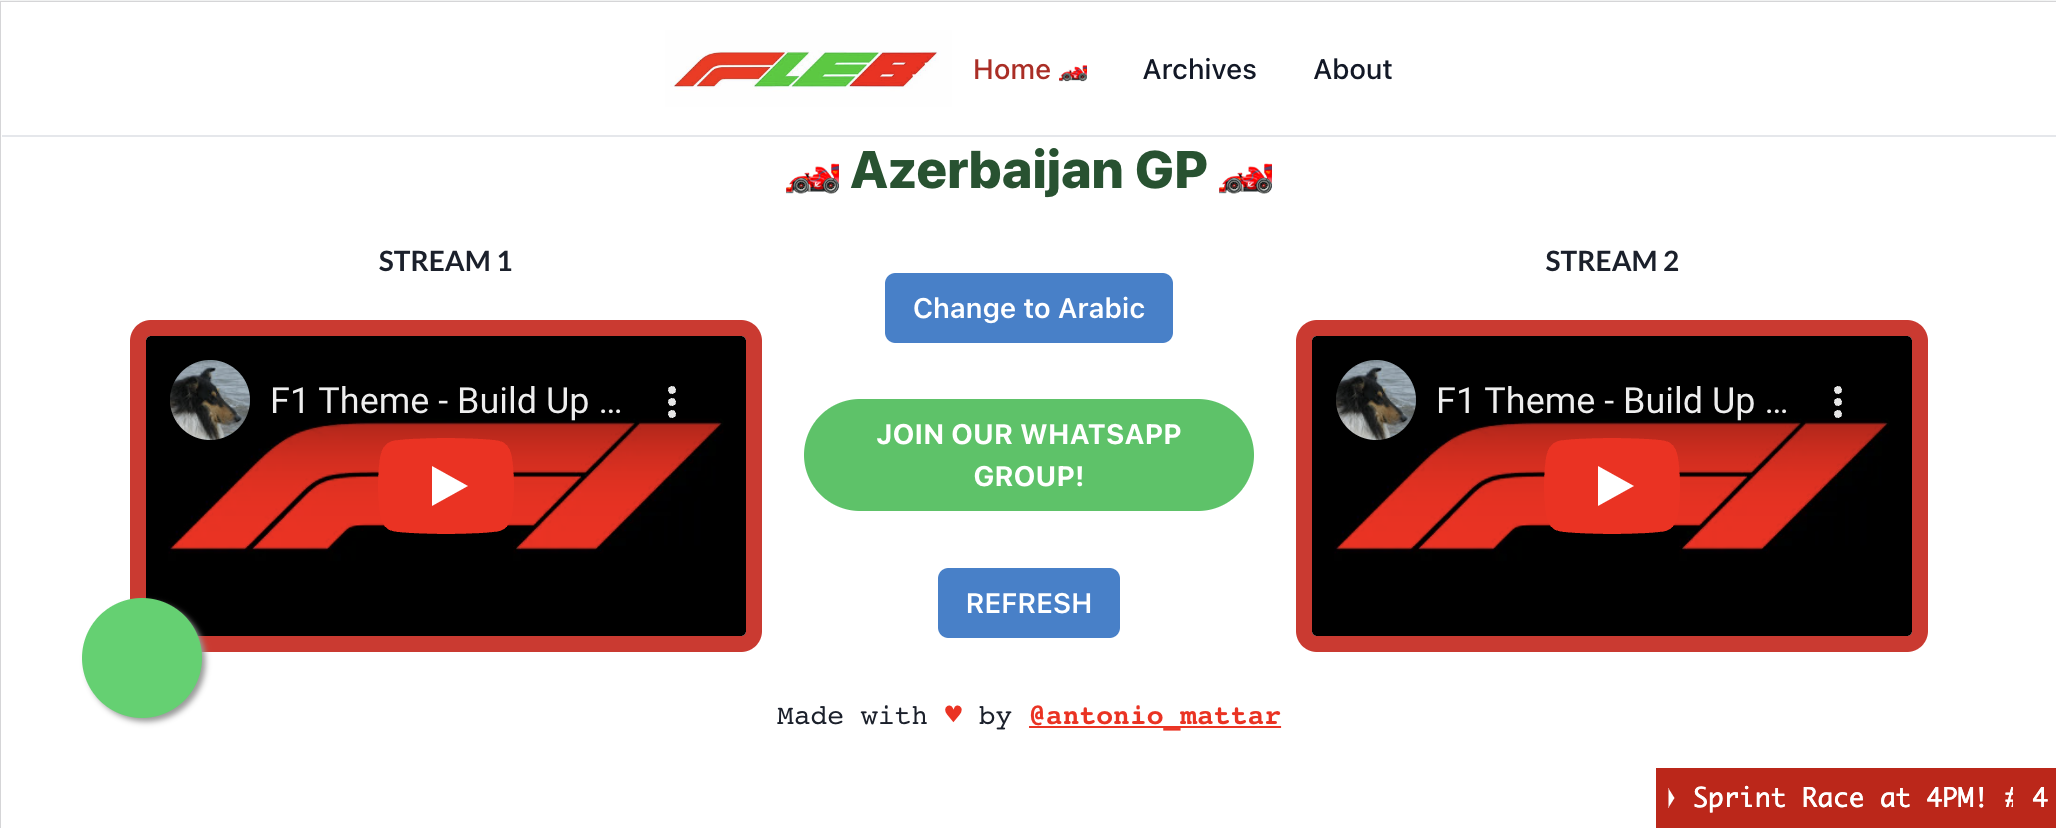 FLEB
Home
Archives
About
Azerbaijan GP
STREAM 1
F1 Theme - Build Up ...
Change to Arabic
JOIN OUR WHATSAPP
GROUP!
REFRESH
STREAM 2
F1 Theme - Build Up ...
Made with ♥ by @antonio_mattar
Sprint Race at 4PM! # 4